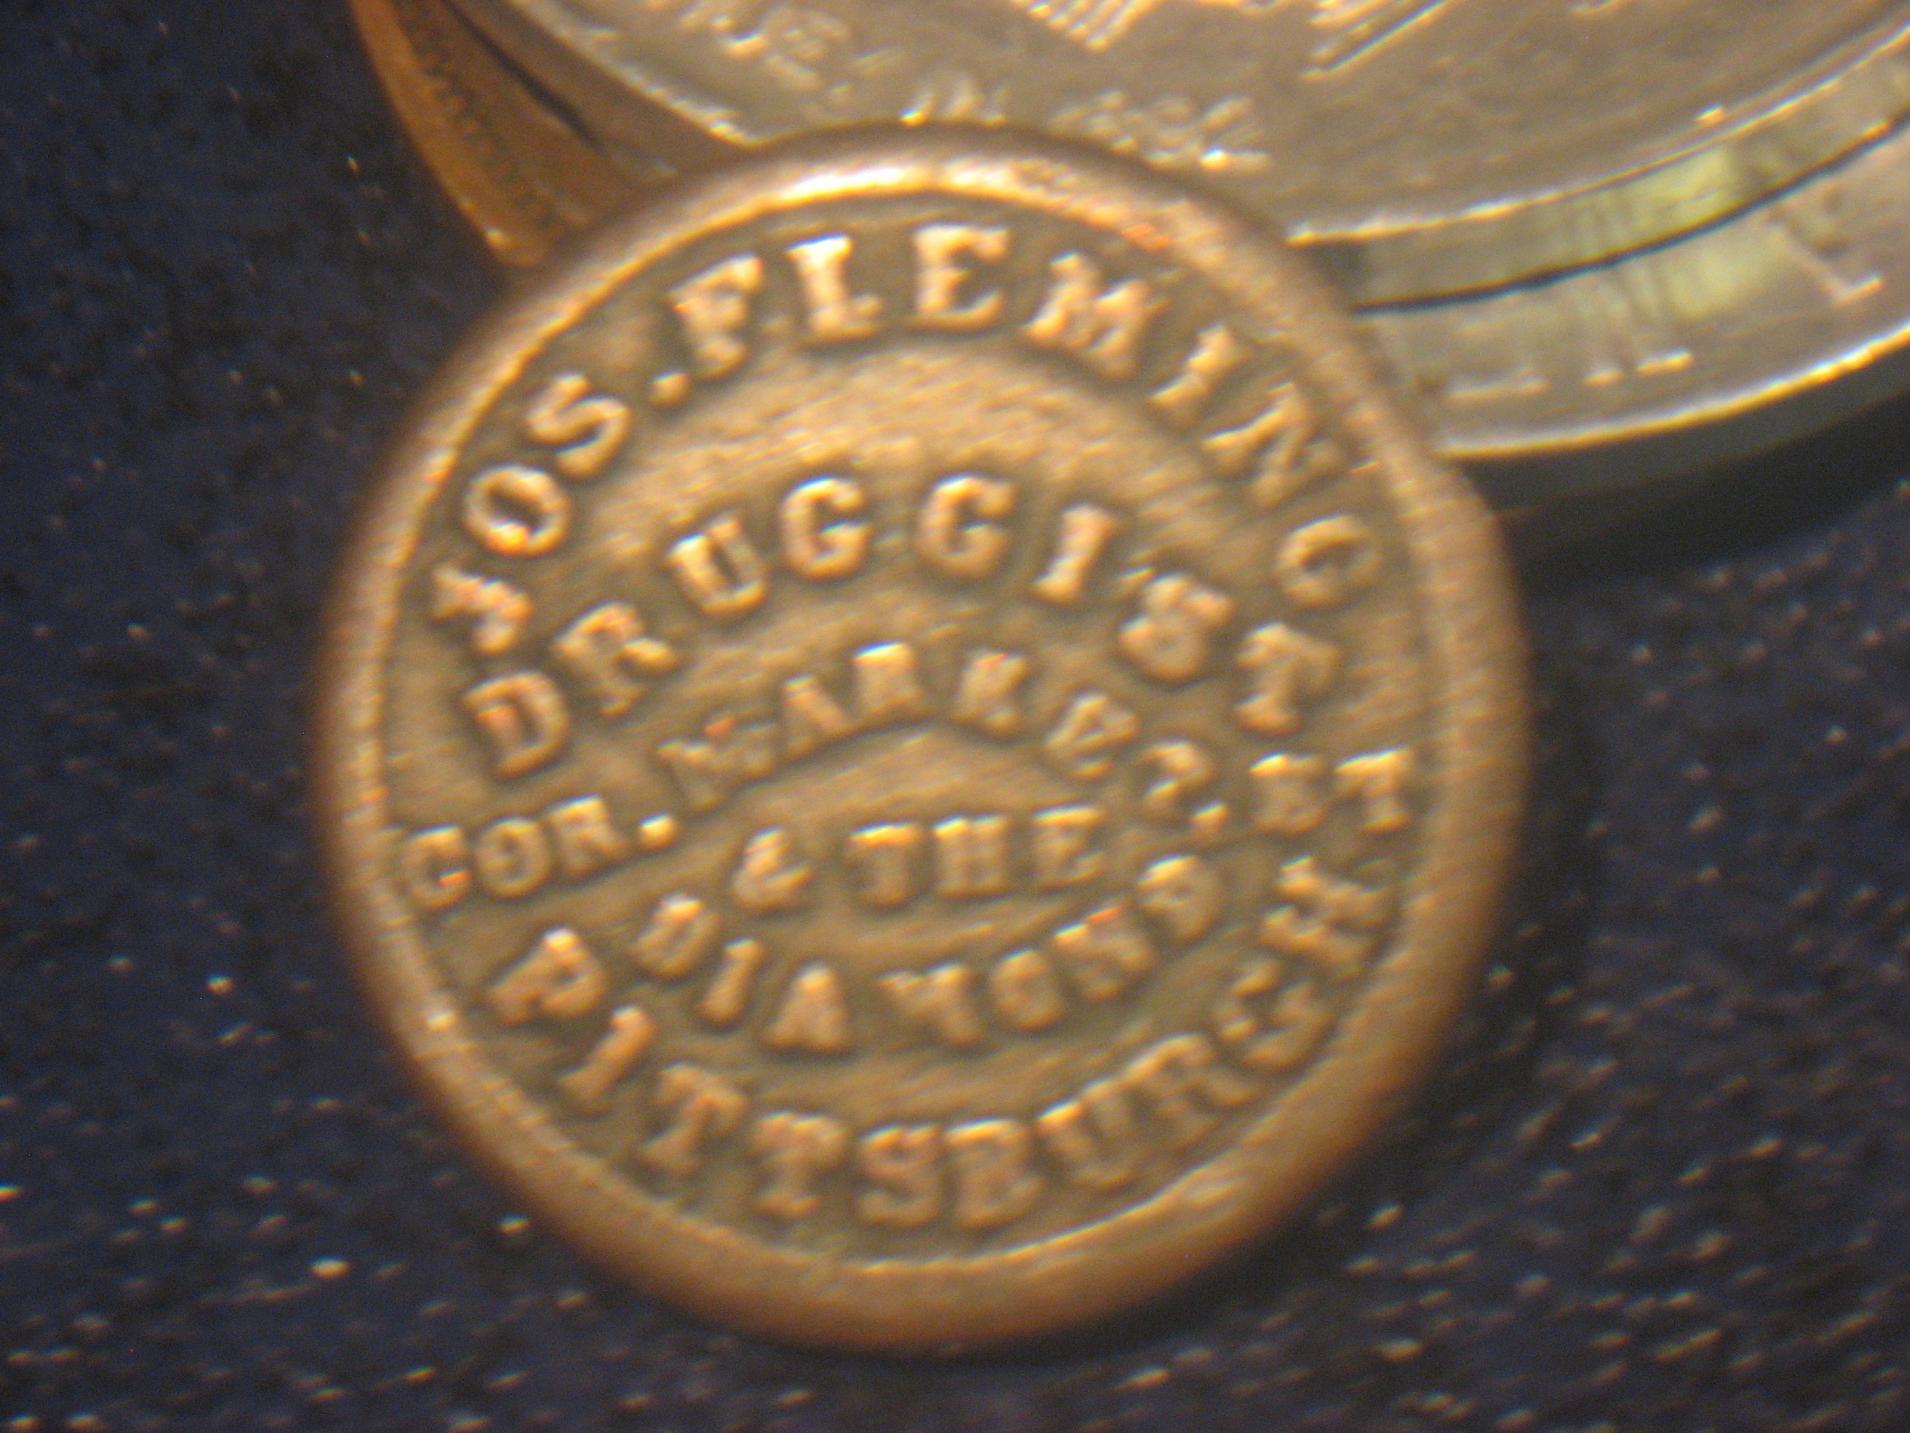 JOS. FLEMING
DRUGGIST
COR. MARKET, ST
& THE
DIAMOND
PITTSBURGH